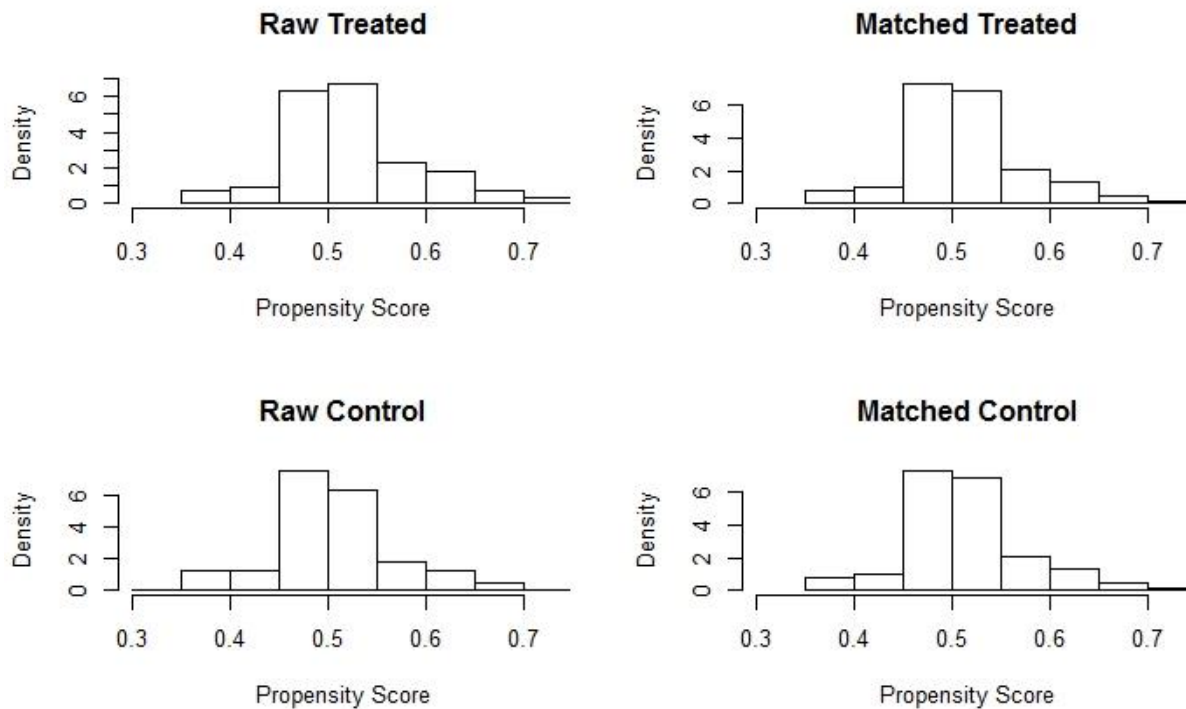 Raw Treated
Density
0 2 4 6
0.3 0.4 0.5 0.6 0.7
Propensity Score
Matched Treated
Density
0 2 4 6
0.3 0.4 0.5 0.6 0.7
Propensity Score
Raw Control
Density
0 2 4 6
0.3 0.4 0.5 0.6 0.7
Propensity Score
Matched Control
Density
0 2 4 6
0.3 0.4 0.5 0.6 0.7
Propensity Score